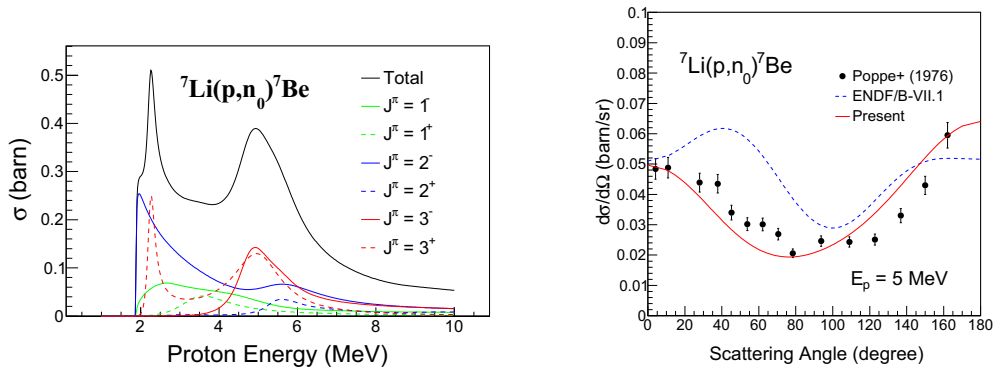 ⁷Li(p,n₀)⁷Be
Total
J^π = 1⁻
J^π = 1⁺
J^π = 2⁻
J^π = 2⁺
J^π = 3⁻
J^π = 3⁺
σ (barn)
0.5
0.4
0.3
0.2
0.1
0
2 4 6 8 10
Proton Energy (MeV)
⁷Li(p,n₀)⁷Be
Poppe+ (1976)
ENDF/B-VII.1
Present
E_p = 5 MeV
dσ/dΩ (barn/sr)
0.1
0.09
0.08
0.07
0.06
0.05
0.04
0.03
0.02
0.01
0
0 20 40 60 80 100 120 140 160 180
Scattering Angle (degree)